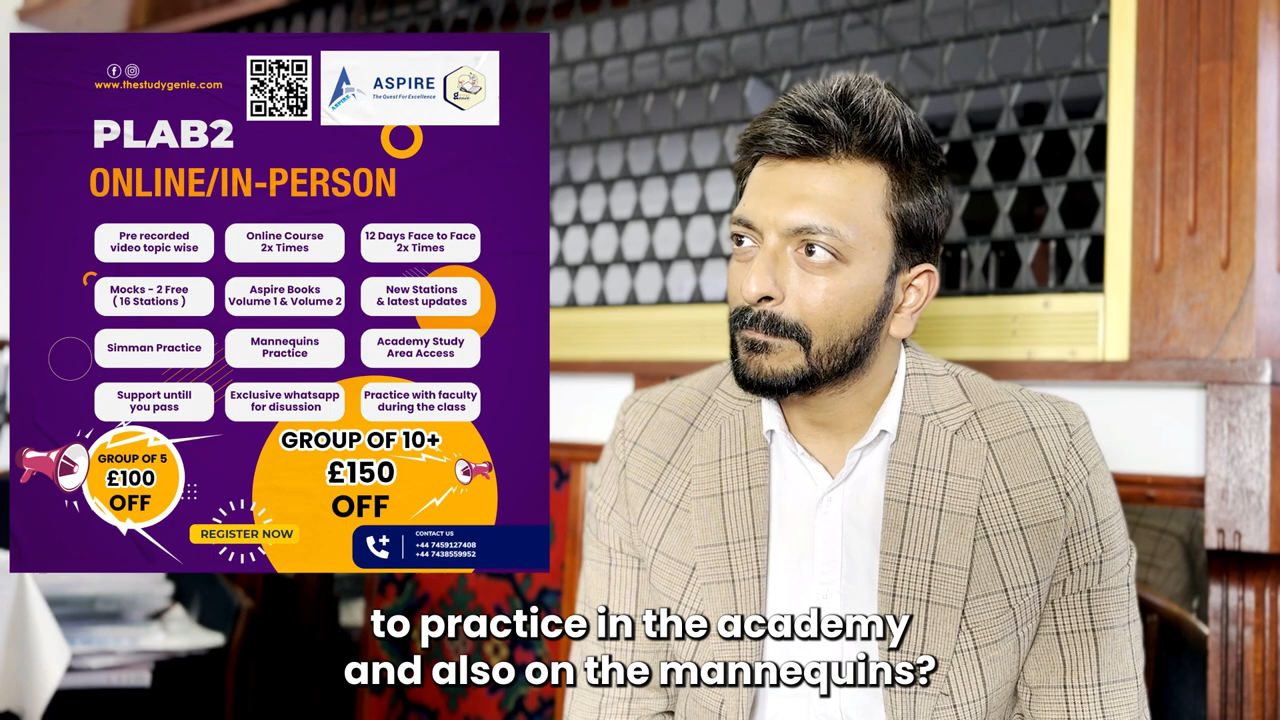 www.thestudygenie.com
ASPIRE
The Quest For Excellence
ASPIRE
genie
PLAB2
ONLINE/IN-PERSON
Pre recorded
video topic wise
Online Course
2x Times
12 Days Face to Face
2x Times
Mocks - 2 Free
( 16 Stations )
Aspire Books
Volume 1 & Volume 2
New Stations
& latest updates
Simman Practice
Mannequins
Practice
Academy Study
Area Access
Support untill
you pass
Exclusive whatsapp
for disussion
Practice with faculty
during the class
GROUP OF 5
£100
OFF
GROUP OF 10+
£150
OFF
REGISTER NOW
CONTACT US
+44 7459127408
+44 7438559952
to practice in the academy
and also on the mannequins?